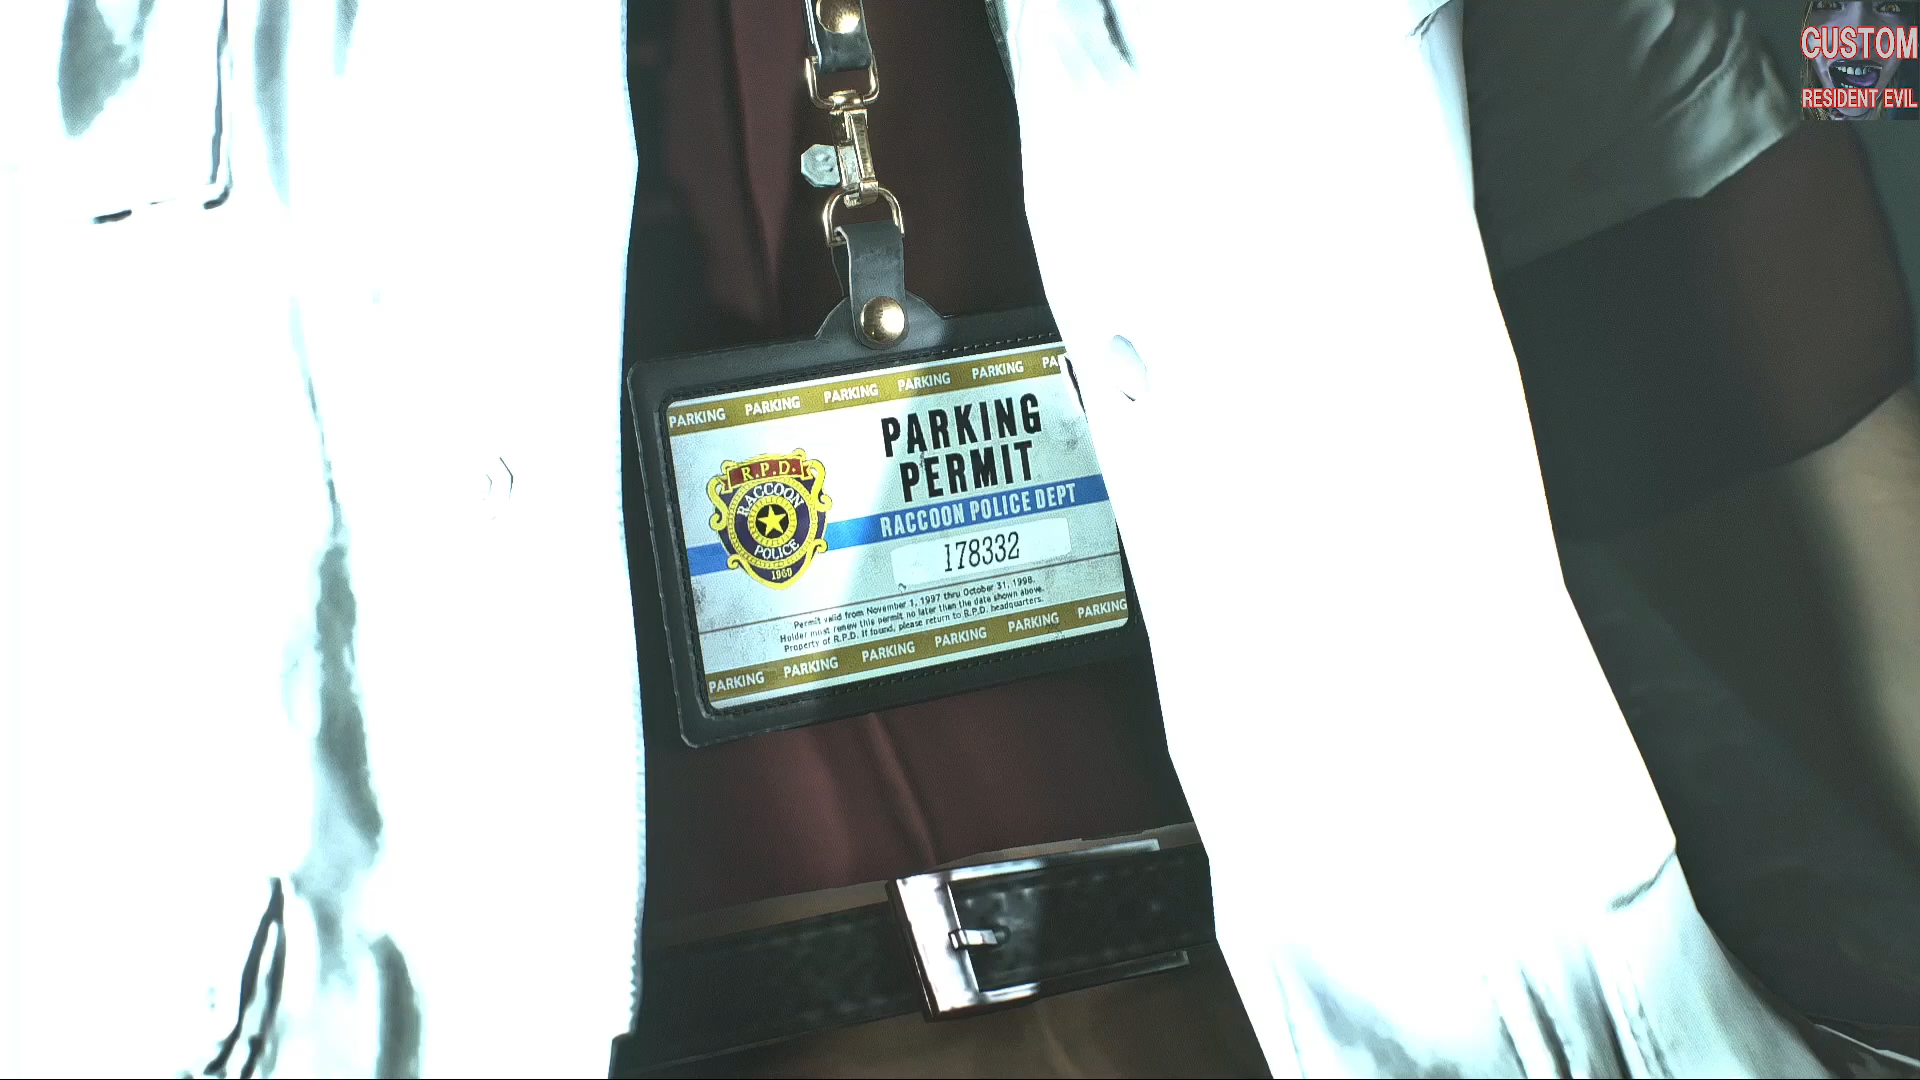 CUSTOM
RESIDENT EVIL
PARKING PARKING PARKING PARKING PARKING PA
PARKING
PERMIT
R.P.D.
RACCOON
POLICE
1969
RACCOON POLICE DEPT
178332
Permit valid from November 1, 1997 thru October 31, 1998.
Holder must renew this permit no later than the date shown above.
Property of R.P.D. If found, please return to R.P.D. headquarters.
PARKING PARKING PARKING PARKING PARKING PARKING